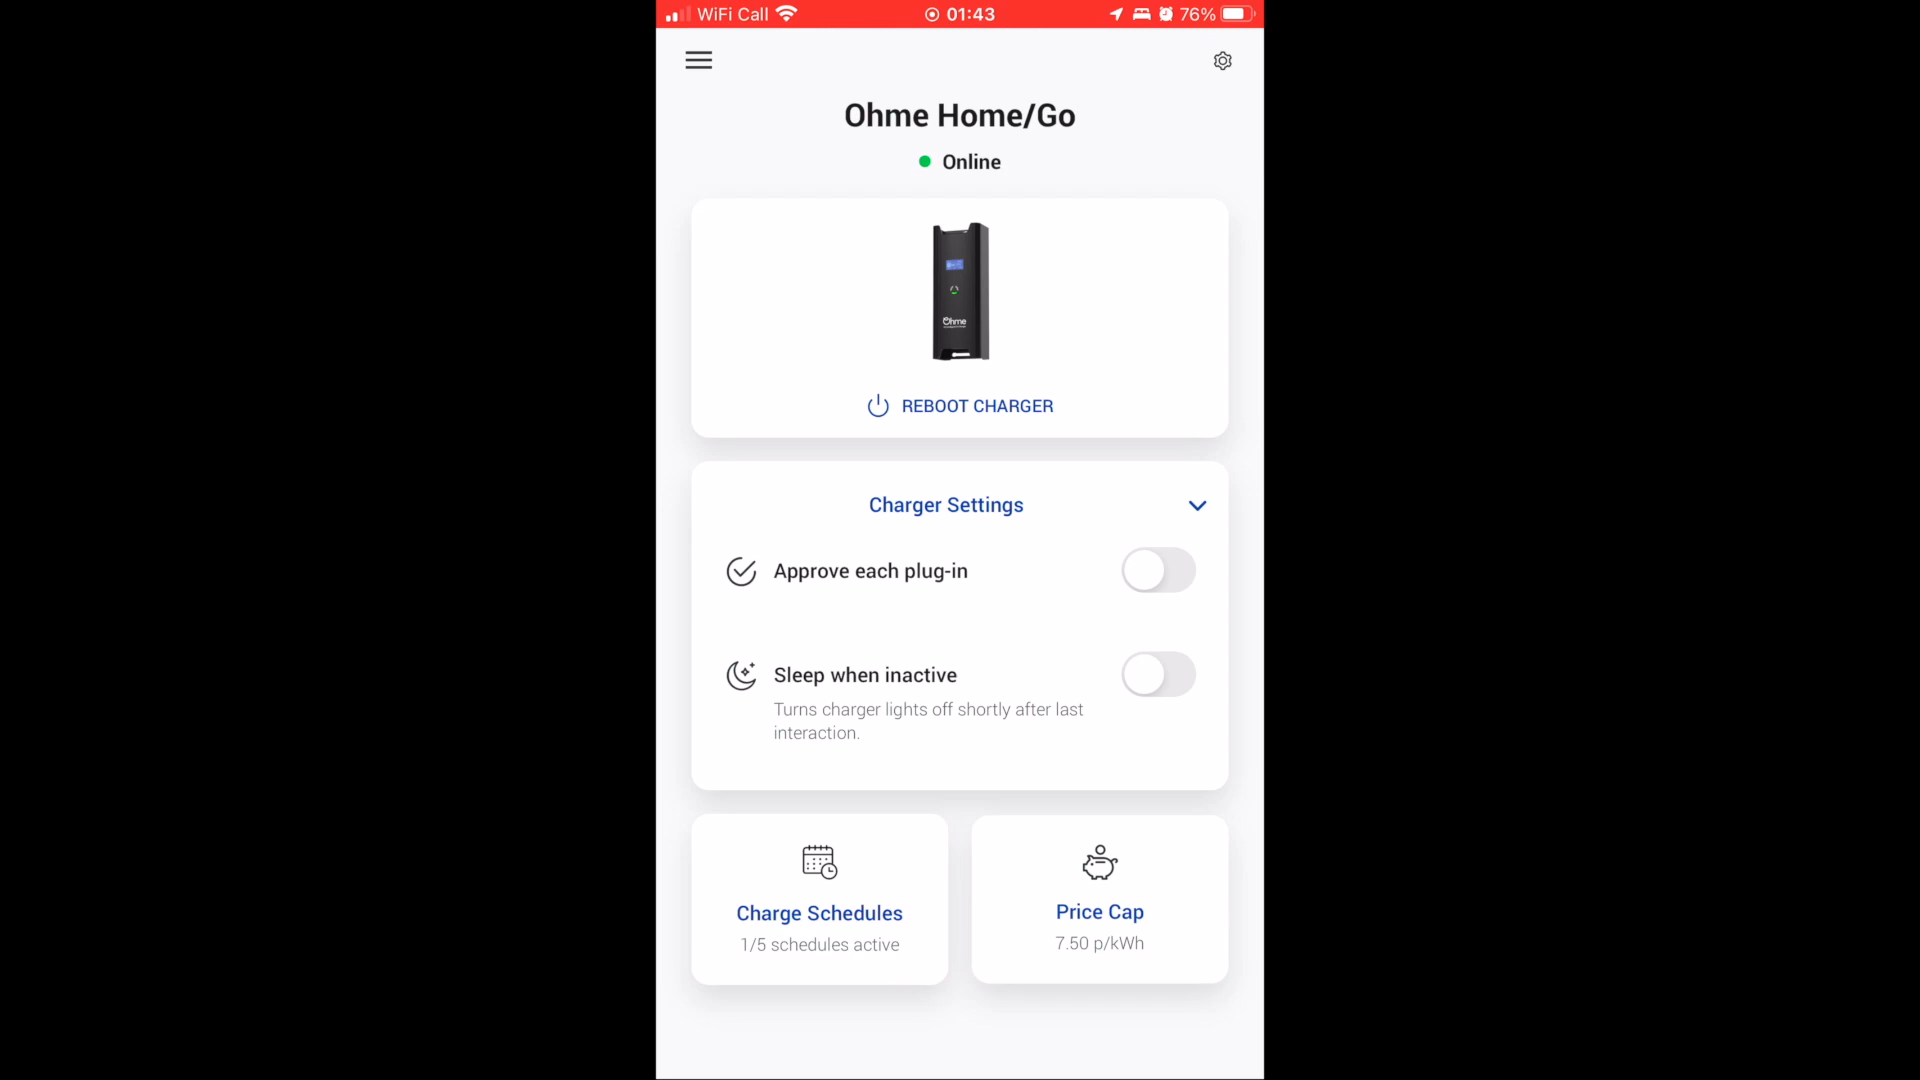 WiFi Call 01:43 76%
Ohme Home/Go
Online
Ohme
REBOOT CHARGER
Charger Settings
Approve each plug-in
Sleep when inactive
Turns charger lights off shortly after last
interaction.
Charge Schedules
1/5 schedules active
Price Cap
7.50 p/kWh